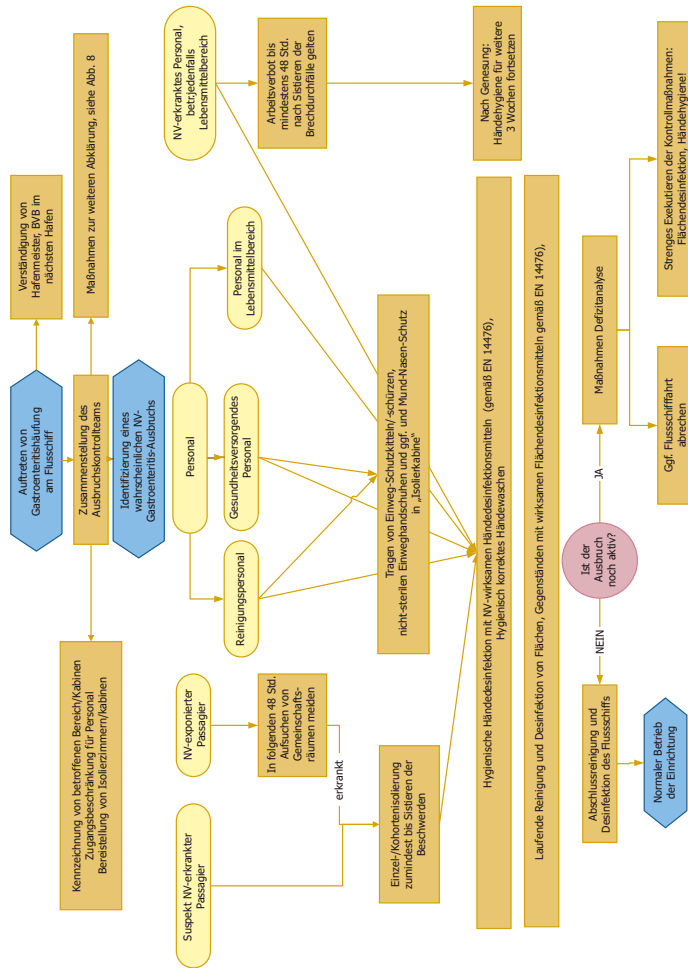 Auftreten von
Gastroenteritishäufung
am Flussschiff
Verständigung von
Hafenmeister, BVB im
nächsten Hafen
Kennzeichnung von betroffenen Bereich/Kabinen
Zugangsbeschränkung für Personal
Bereistellung von Isolierzimmern/kabinen
Zusammenstellung des
Ausbruchskontrollteams
Maßnahmen zur weiteren Abklärung, siehe Abb. 8
Identifizierung eines
wahrscheinlichen NV-
Gastroenteritis-Ausbruchs
Suspekt NV-erkrankter
Passagier
NV-exponierter
Passagier
Personal
NV-erkranktes Personal,
betr.jedenfalls
Lebensmittelbereich
Reinigungspersonal
Gesundheitsversorgendes
Personal
Personal im
Lebensmittelbereich
In folgenden 48 Std.
Aufsuchen von
Gemeinschafts-
räumen meiden
Arbeitsverbot bis
mindestens 48 Std.
nach Sistieren der
Brechdurchfälle gelten
erkrankt
Einzel-/Kohortenisolierung
zumindest bis Sistieren der
Beschwerden
Tragen von Einweg-Schutzkitteln/-schürzen,
nicht-sterilen Einweghandschuhen und ggf. und Mund-Nasen-Schutz
in „Isolierkabine“
Nach Genesung:
Händehygiene für weitere
3 Wochen fortsetzen
Hygienische Händedesinfektion mit NV-wirksamen Händedesinfektionsmitteln (gemäß EN 14476),
Hygienisch korrektes Händewaschen
Laufende Reinigung und Desinfektion von Flächen, Gegenständen mit wirksamen Flächendesinfektionsmitteln gemäß EN 14476),
Ist der
Ausbruch
noch aktiv?
NEIN
JA
Abschlussreinigung und
Desinfektion des Flussschiffs
Maßnahmen Defizitanalyse
Normaler Betrieb
der Einrichtung
Ggf. Flussschifffahrt
abrechen
Strenges Exekutieren der Kontrollmaßnahmen:
Flächendesinfektion, Händehygiene!